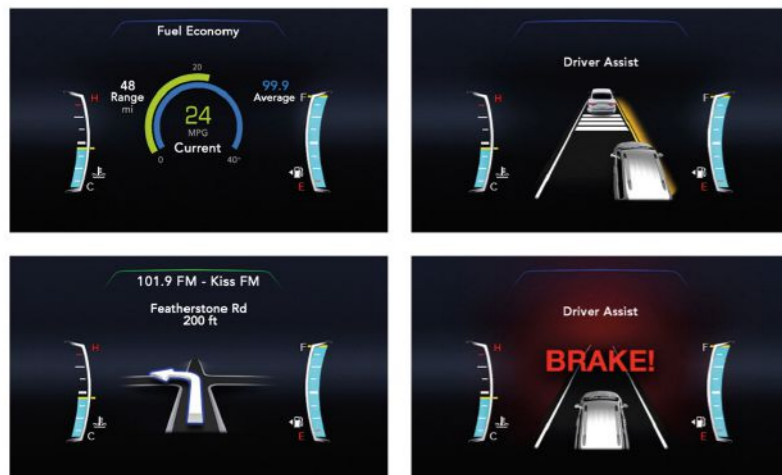 Fuel Economy
20
48
Range
mi
99.9
Average
24
MPG
Current
0
40+
H
C
F
E
Driver Assist
H
C
F
E
101.9 FM - Kiss FM
Featherstone Rd
200 ft
H
C
F
E
Driver Assist
BRAKE!
H
C
F
E